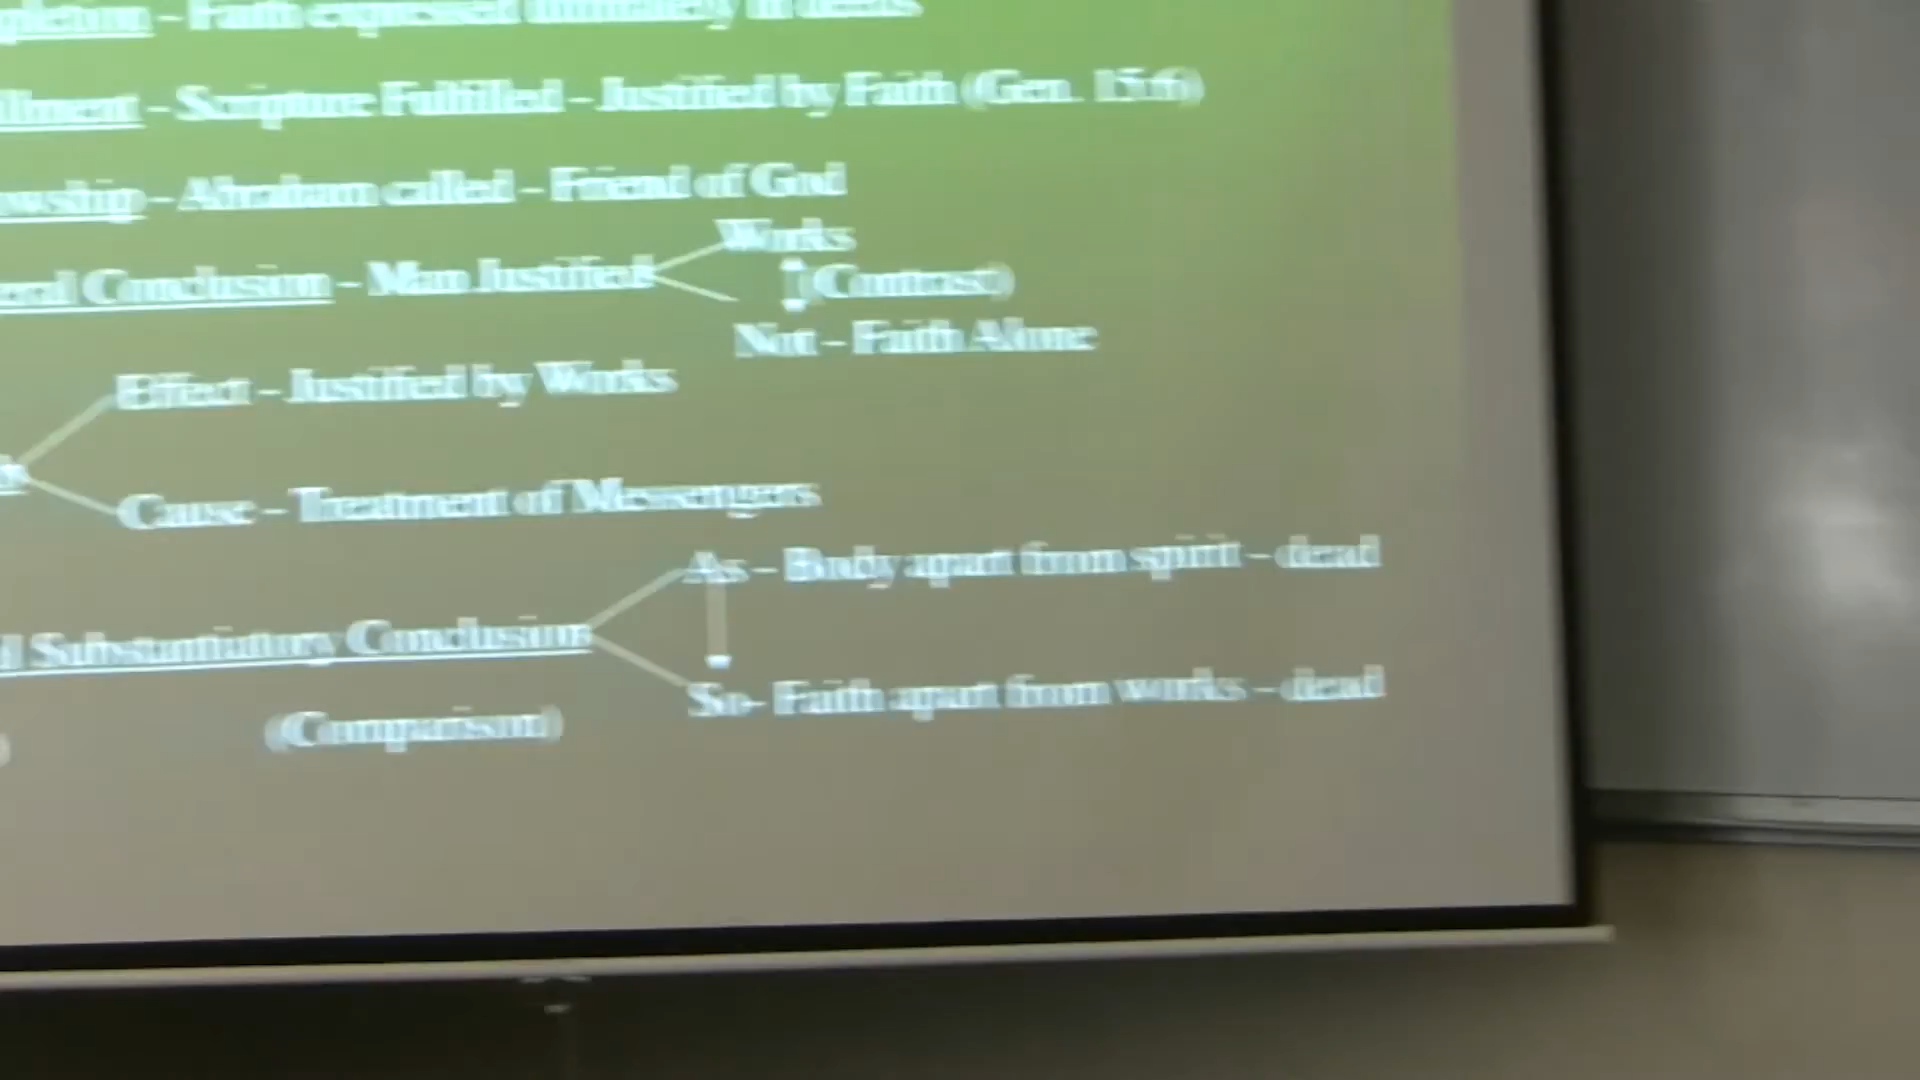 - Faith expressed ultimately in deeds.
- Scripture Fulfilled - Justified by Faith (Gen. 15:6)
- Abraham called - Friend of God
Works
Conclusion - Man Justified
(Contrast)
Not - Faith Alone
Effect - Justified by Works
Cause - Treatment of Messengers
As - Body apart from spirit - dead
Substantiatory Conclusion
So- Faith apart from works - dead
(Comparison)